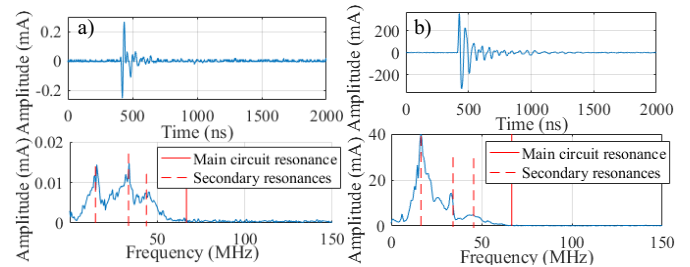 a)
Amplitude (mA)
0.2
0
-0.2
0 500 1000 1500 2000
Time (ns)
Amplitude (mA)
0.02
0.01
0
50 100 150
Frequency (MHz)
Main circuit resonance
Secondary resonances
b)
Amplitude (mA)
200
0
-200
0 500 1000 1500 2000
Time (ns)
Amplitude (mA)
40
20
0
0 50 100 150
Frequency (MHz)
Main circuit resonance
Secondary resonances